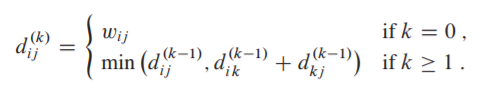 d_{ij}^{(k)} = { w_{ij} if k = 0 ,
min (d_{ij}^{(k−1)}, d_{ik}^{(k−1)} + d_{kj}^{(k−1)}) if k ≥ 1 .